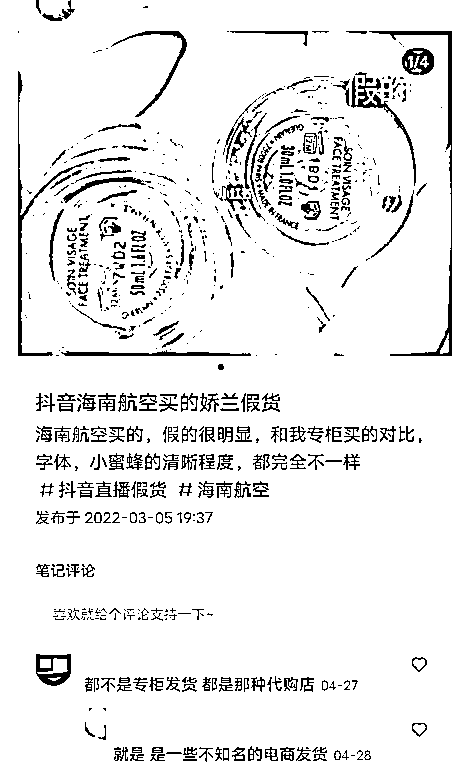 1/4
假的
SOIN VISAGE
FACE TREATMENT
30ml 1.0FL.OZ
MADE IN FRANCE
SOIN VISAGE
FACE TREATMENT
7WD2
50mL 1.6FL.OZ
抖音海南航空买的娇兰假货
海南航空买的，假的很明显，和我专柜买的对比，
字体，小蜜蜂的清晰程度，都完全不一样
#抖音直播假货 #海南航空
发布于 2022-03-05 19:37
笔记评论
喜欢就给个评论支持一下~
都不是专柜发货 都是那种代购店 04-27
就是 是一些不知名的电商发货 04-28